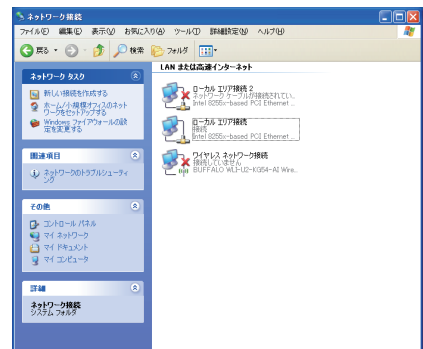 ネットワーク接続
ファイル(F) 編集(E) 表示(V) お気に入り(A) ツール(T) 詳細設定(N) ヘルプ(H)
戻る 検索 フォルダ
ネットワーク タスク
新しい接続を作成する
ホーム/小規模オフィスのネット
ワークをセットアップする
Windows ファイアウォールの設
定を変更する
関連項目
ネットワークのトラブルシューティ
ング
その他
コントロール パネル
マイ ネットワーク
マイ ドキュメント
マイ コンピュータ
詳細
ネットワーク接続
システム フォルダ
LAN または高速インターネット
ローカル エリア接続 2
ネットワーク ケーブルが接続されてい...
Intel 8255x-based PCI Ethernet ...
ローカル エリア接続
接続
Intel 8255x-based PCI Ethernet ...
ワイヤレス ネットワーク接続
接続していません
BUFFALO WLI-U2-KG54-AI Wire...